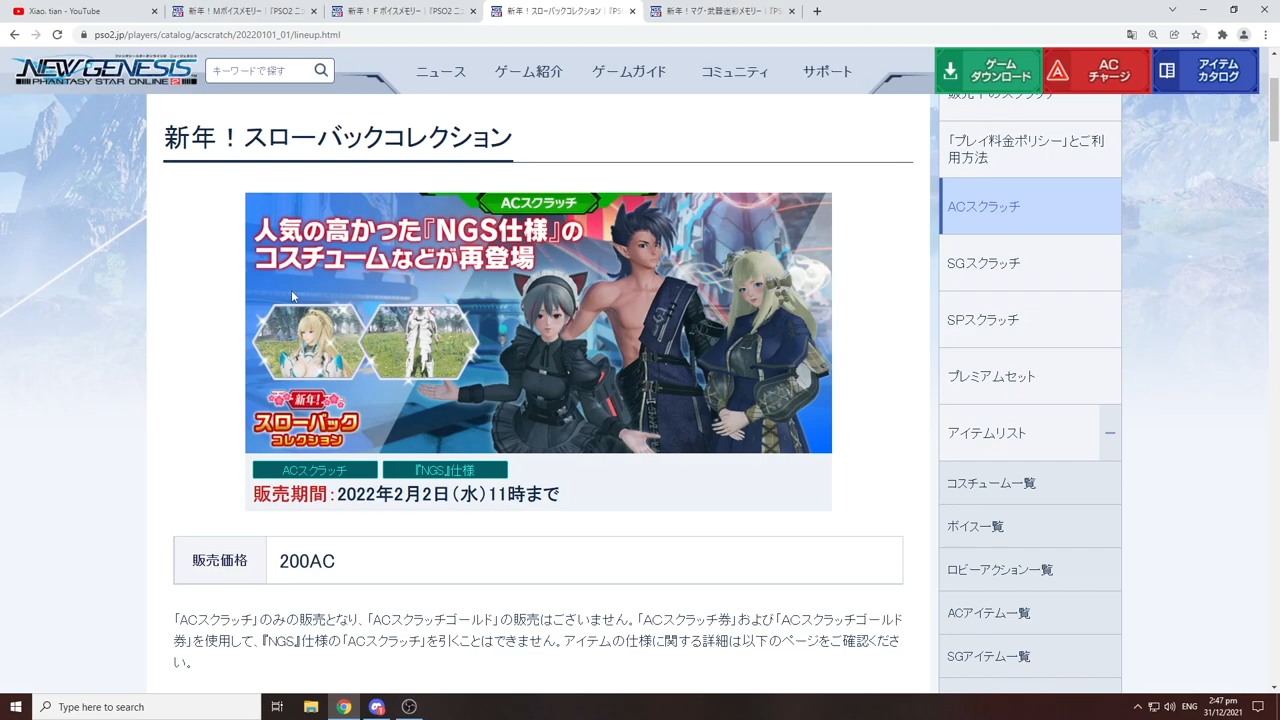 Xiao. tian - YouTube
新年！Mボイスメモリー『PSO2 ニ
新年！Fボイスメモリー『PSO2 ニュ
新年！スローバックコレクション『PS
新年！マグ・武器迷彩メモリー『PS
pso2.jp/players/catalog/acscratch/20220101_01/lineup.html
NEW GENESIS
PHANTASY STAR ONLINE 2
キーワードで探す
ニュース
ゲーム紹介
ゲームガイド
コミュニティ
サポート
ゲーム
ダウンロード
AC
チャージ
アイテム
カタログ
新年！スローバックコレクション
ACスクラッチ
人気の高かった『NGS仕様』の
コスチュームなどが再登場
新年！
スローバック
コレクション
ACスクラッチ
『NGS』仕様
販売期間：2022年2月2日（水）11時まで
販売価格
200AC
「ACスクラッチ」のみの販売となり、「ACスクラッチゴールド」の販売はございません。「ACスクラッチ券」および「ACスクラッチゴールド
券」を使用して、『NGS』仕様の「ACスクラッチ」を引くことはできません。アイテムの仕様に関する詳細は以下のページをご確認くださ
い。
販売中のスクラッチ
「プレイ料金ポリシー」とご利
用方法
ACスクラッチ
SGスクラッチ
SPスクラッチ
プレミアムセット
アイテムリスト
コスチューム一覧
ボイス一覧
ロビーアクション一覧
ACアイテム一覧
SGアイテム一覧
Type here to search
ENG
2:47 pm
31/12/2021